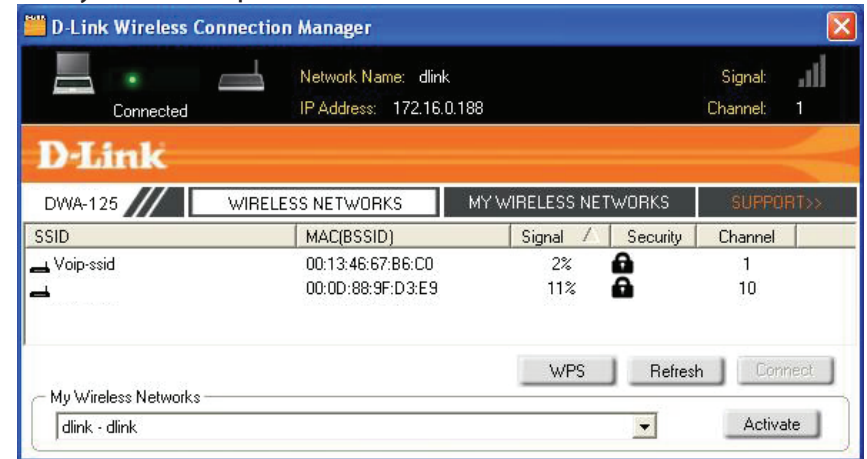 D-Link Wireless Connection Manager
Network Name: dlink Signal:
Connected IP Address: 172.16.0.188 Channel: 1
D-Link
DWA-125 WIRELESS NETWORKS MY WIRELESS NETWORKS SUPPORT>>
SSID MAC(BSSID) Signal Security Channel
Voip-ssid 00:13:46:67:B6:C0 2% 1
00:0D:88:9F:D3:E9 11% 10
WPS Refresh Connect
My Wireless Networks
dlink - dlink Activate